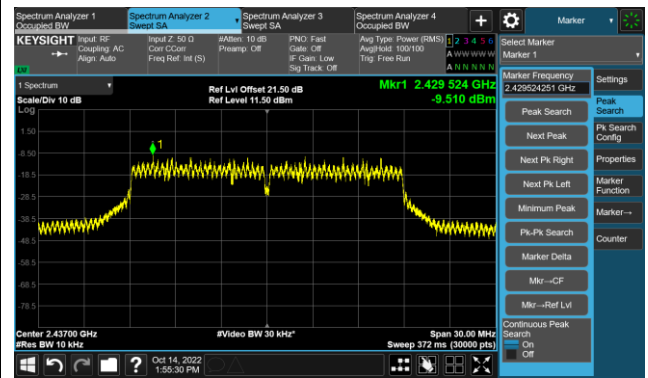 Spectrum Analyzer 1
Occupied BW
Spectrum Analyzer 2
Swept SA
Spectrum Analyzer 3
Swept SA
Spectrum Analyzer 4
Occupied BW
+
Marker
KEYSIGHT
Input: RF
Coupling: AC
Align: Auto
Input Z: 50 Ω
Corr CCorr
Freq Ref: Int (S)
#Atten: 10 dB
Preamp: Off
PNO: Fast
Gate: Off
IF Gain: Low
Sig Track: Off
Avg Type: Power (RMS)
Avg|Hold: 100/100
Trig: Free Run
1 2 3 4 5 6
A W W W W W
A N N N N N
Select Marker
Marker 1
1 Spectrum
Scale/Div 10 dB
Log
Ref Lvl Offset 21.50 dB
Ref Level 11.50 dBm
Mkr1 2.429 524 GHz
-9.510 dBm
1
1.50
-8.50
-18.5
-28.5
-38.5
-48.5
-58.5
-68.5
-78.5
Center 2.43700 GHz
#Res BW 10 kHz
#Video BW 30 kHz*
Span 30.00 MHz
Sweep 372 ms (30000 pts)
Marker Frequency
2.429524251 GHz
Peak Search
Next Peak
Next Pk Right
Next Pk Left
Minimum Peak
Pk-Pk Search
Marker Delta
Mkr→CF
Mkr→Ref Lvl
Continuous Peak
Search
On
Off
Settings
Peak
Search
Pk Search
Config
Properties
Marker
Function
Marker→
Counter
?
Oct 14, 2022
1:55:30 PM